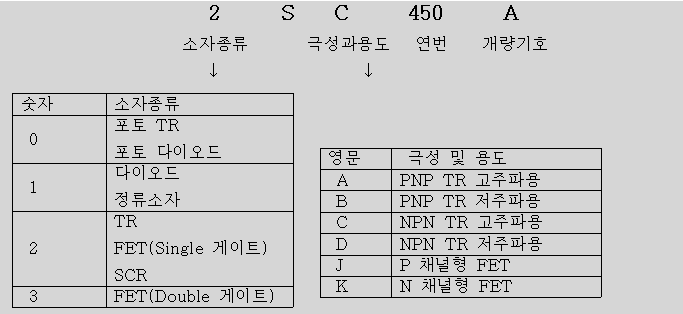 2 S C 450 A
소자종류 극성과용도 연번 개량기호
↓ ↓
숫자 소자종류
0 포토 TR
포토 다이오드
1 다이오드
정류소자
2 TR
FET(Single 게이트)
SCR
3 FET(Double 게이트)
영문 극성 및 용도
A PNP TR 고주파용
B PNP TR 저주파용
C NPN TR 고주파용
D NPN TR 저주파용
J P 채널형 FET
K N 채널형 FET